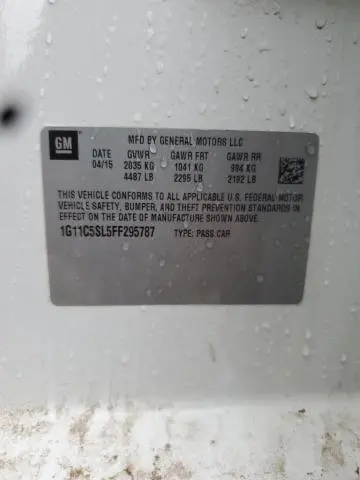 GM
MFD BY GENERAL MOTORS LLC
DATE GVWR GAWR FRT GAWR RR
04/15 2035 KG 1041 KG 994 KG
4487 LB 2295 LB 2192 LB
THIS VEHICLE CONFORMS TO ALL APPLICABLE U.S. FEDERAL MOTOR
VEHICLE SAFETY, BUMPER, AND THEFT PREVENTION STANDARDS IN
EFFECT ON THE DATE OF MANUFACTURE SHOWN ABOVE.
1G11C5SL5FF295787 TYPE: PASS CAR